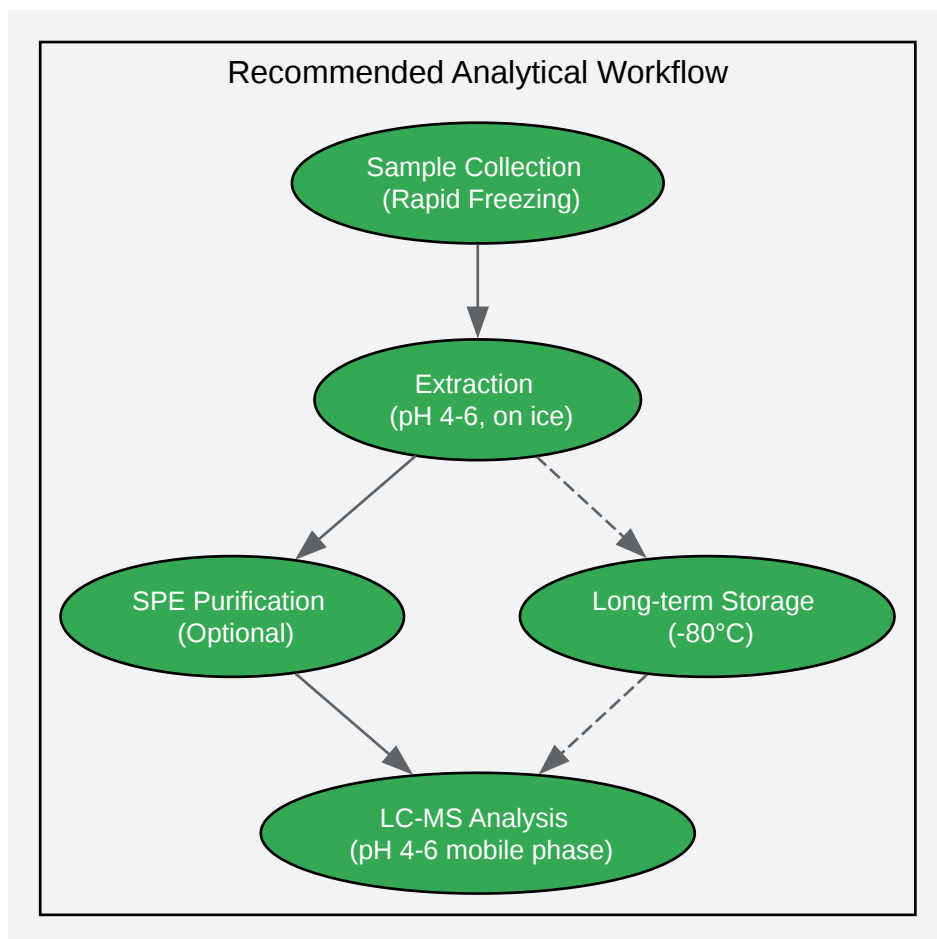 Recommended Analytical Workflow
Sample Collection
(Rapid Freezing)
Extraction
(pH 4-6, on ice)
SPE Purification
(Optional)
Long-term Storage
(-80°C)
LC-MS Analysis
(pH 4-6 mobile phase)